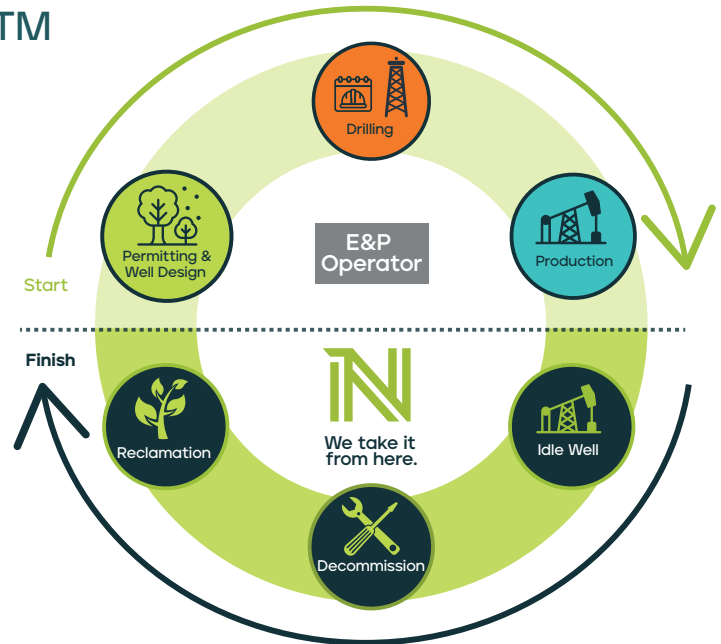 TM
Drilling
Permitting &
Well Design
E&P
Operator
Production
Start
Finish
N
We take it
from here.
Reclamation
Idle Well
Decommission